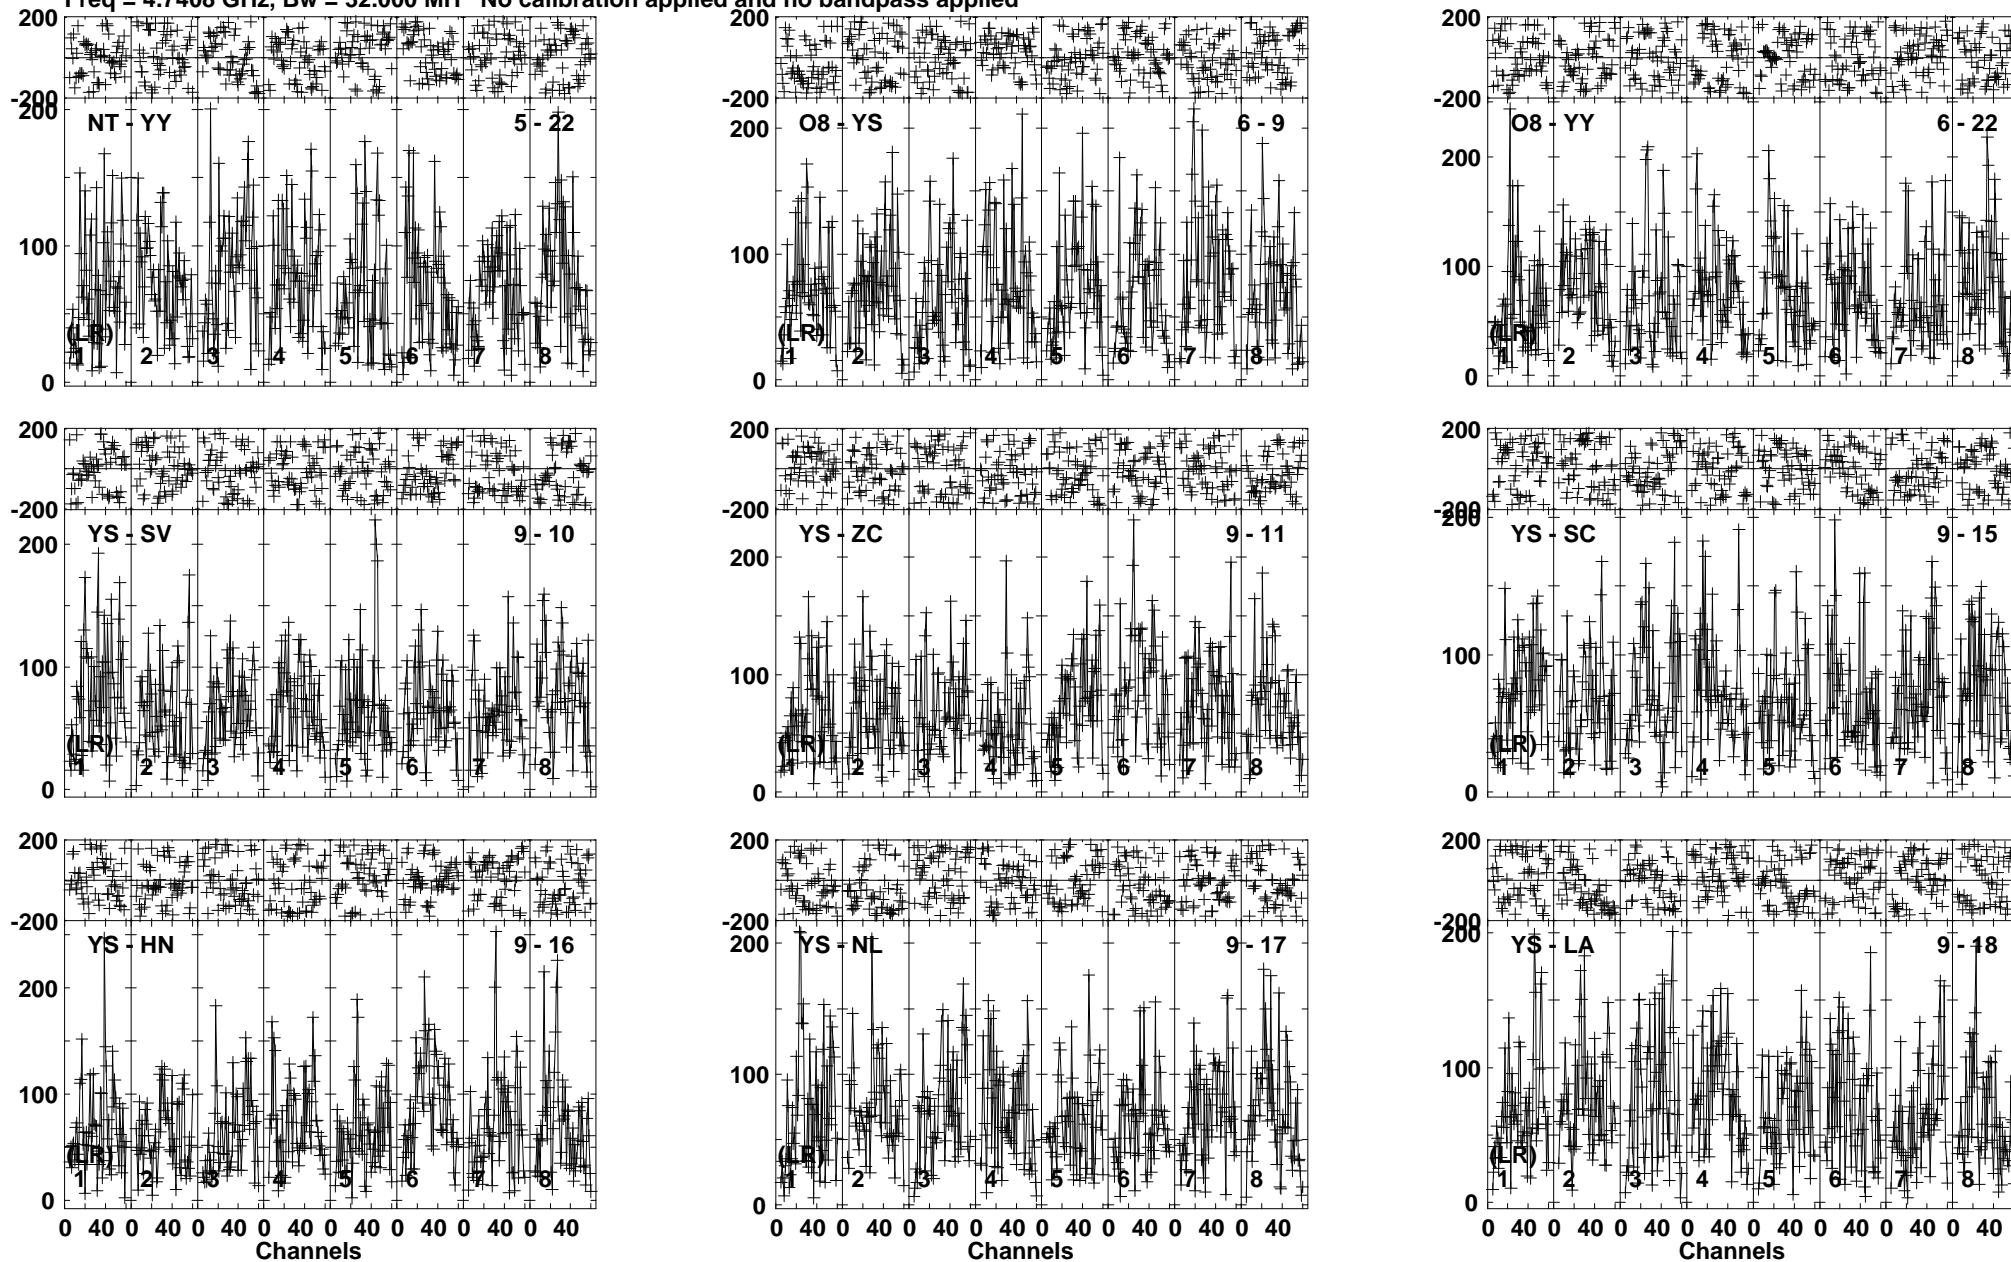 Freq = 4.7408 GHz, Bw = 32.000 MH No calibration applied and no bandpass applied
200 200 200
-200 -200 -200
200
NT - YY 5 - 22 O8 - YS 6 - 9 O8 - YY 6 - 22
200 200
100 100 100
(LR) (LR) (LR)
1 2 3 4 5 6 7 8 1 2 3 4 5 6 7 8 1 2 3 4 5 6 7 8
0 0 0
200 200 200
-200 -200 -200
200
YS - SV 9 - 10 YS - ZC 9 - 11 YS - SC 9 - 15
200 200
100 100 100
(LR) (LR) (LR)
1 2 3 4 5 6 7 8 1 2 3 4 5 6 7 8 1 2 3 4 5 6 7 8
0 0 0
200 200 200
-200 -200 -200
200
YS - HN 9 - 16 YS - NL 9 - 17 YS - LA 9 - 18
200 200
100 100 100
(LR) (LR) (LR)
1 2 3 4 5 6 7 8 1 2 3 4 5 6 7 8 1 2 3 4 5 6 7 8
0 0 0
0 40 0 40 0 40 0 40 0 40 0 40 0 40 0 40 0 40 0 40 0 40 0 40 0 40 0 40 0 40 0 40 0 40 0 40 0 40 0 40 0 40 0 40 0 40 0 40
Channels Channels Channels